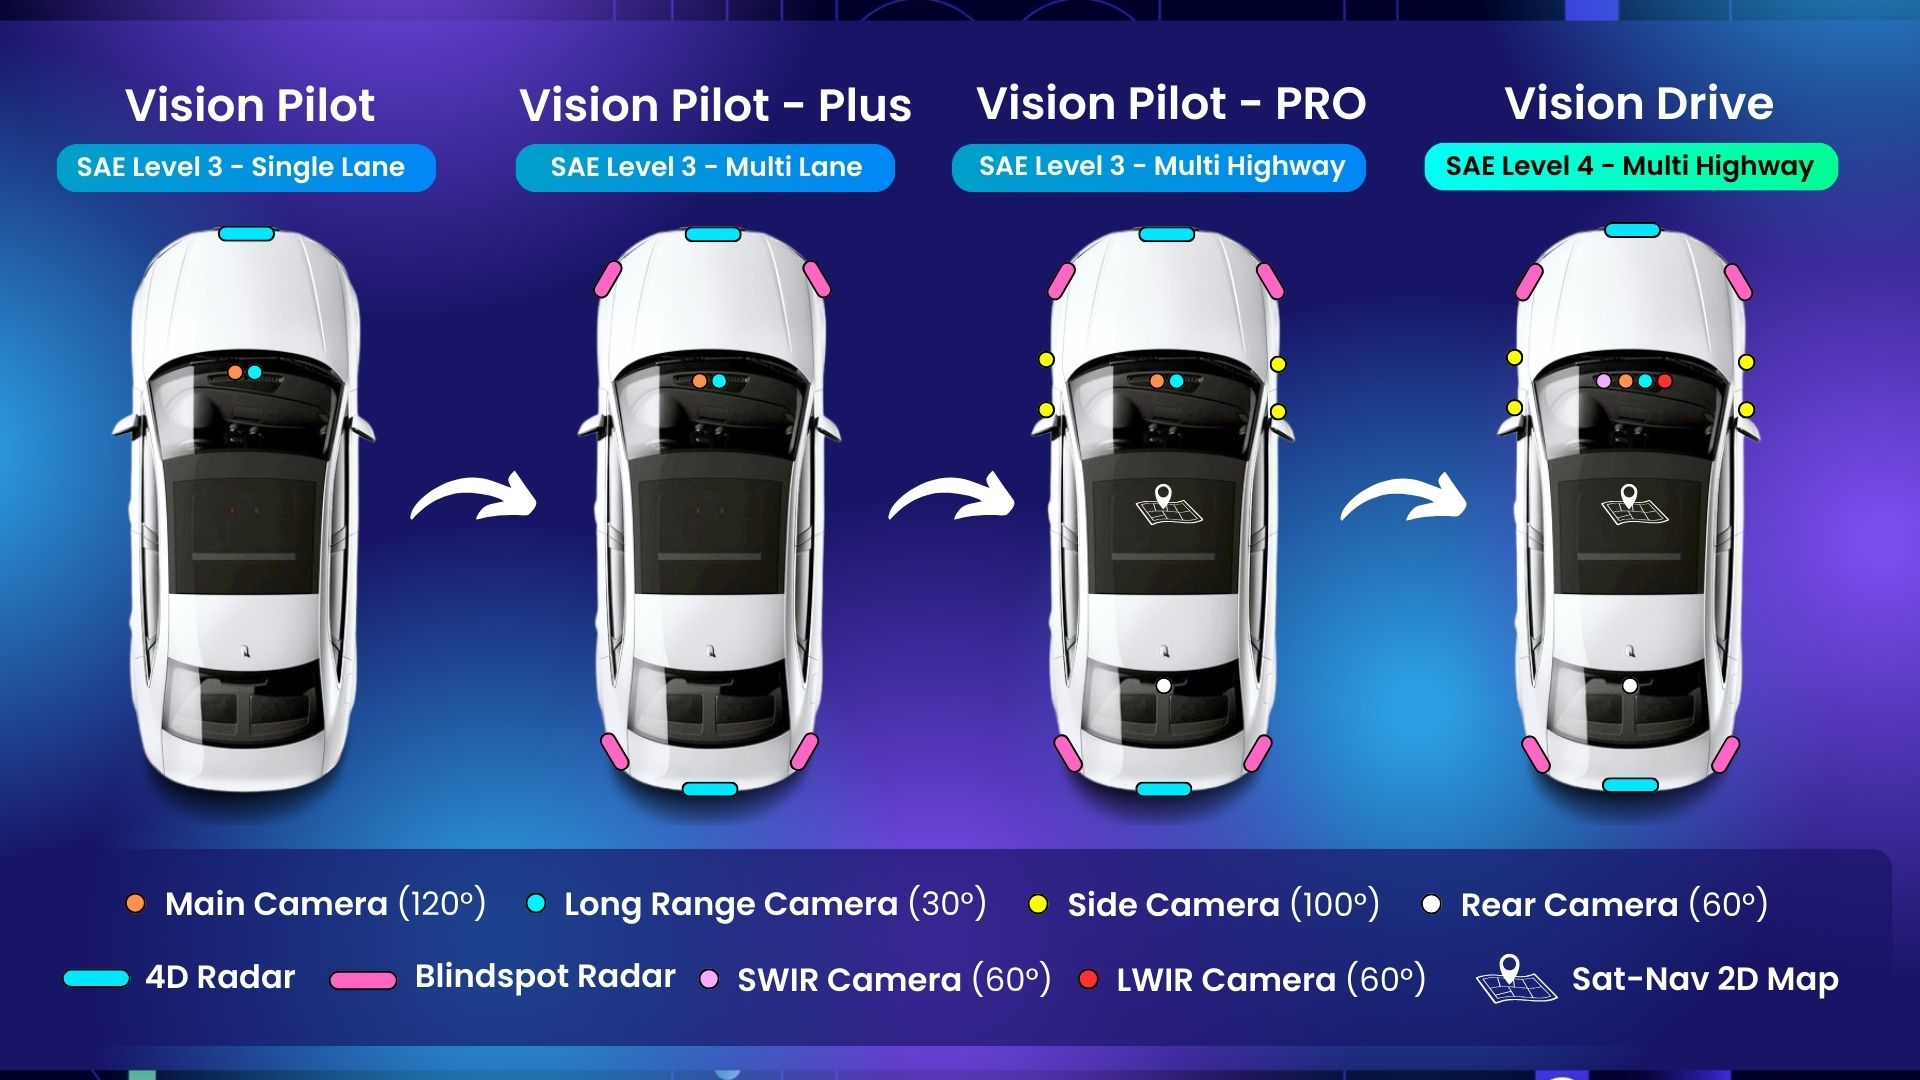 Vision Pilot
SAE Level 3 - Single Lane
Vision Pilot - Plus
SAE Level 3 - Multi Lane
Vision Pilot - PRO
SAE Level 3 - Multi Highway
Vision Drive
SAE Level 4 - Multi Highway
Main Camera (120°)
Long Range Camera (30°)
Side Camera (100°)
Rear Camera (60°)
4D Radar
Blindspot Radar
SWIR Camera (60°)
LWIR Camera (60°)
Sat-Nav 2D Map